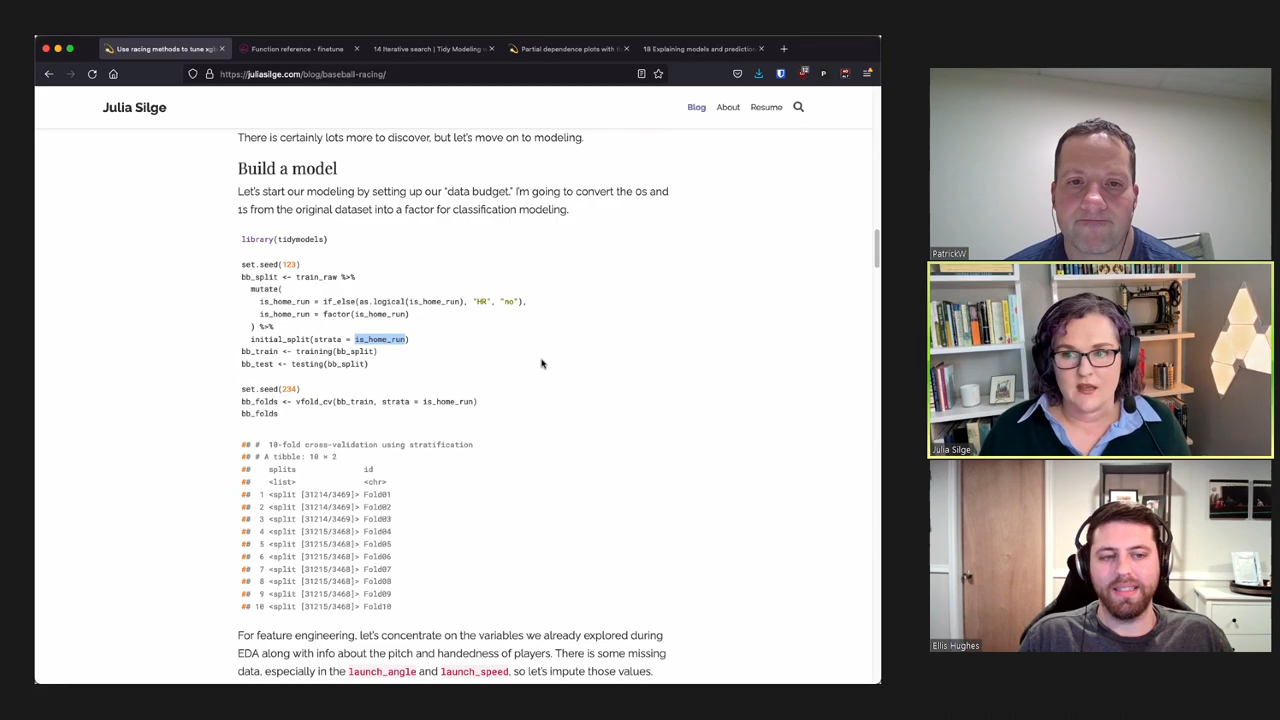 Use racing methods to tune xgb
Function reference - finetune
14 Iterative search | Tidy Modeling w
Partial dependence plots with t
18 Explaining models and prediction
https://juliasilge.com/blog/baseball-racing/
12
P
Julia Silge
Blog
About
Resume
There is certainly lots more to discover, but let's move on to modeling.
Build a model
Let's start our modeling by setting up our “data budget.” I'm going to convert the 0s and
1s from the original dataset into a factor for classification modeling.
library(tidymodels)
set.seed(123)
bb_split <- train_raw %>%
mutate(
is_home_run = if_else(as.logical(is_home_run), "HR", "no"),
is_home_run = factor(is_home_run)
) %>%
initial_split(strata = is_home_run)
bb_train <- training(bb_split)
bb_test <- testing(bb_split)
set.seed(234)
bb_folds <- vfold_cv(bb_train, strata = is_home_run)
bb_folds
## #  10-fold cross-validation using stratification
## # A tibble: 10 × 2
##    splits               id
##    <list>               <chr>
##  1 <split [31214/3469]> Fold01
##  2 <split [31214/3469]> Fold02
##  3 <split [31214/3469]> Fold03
##  4 <split [31215/3468]> Fold04
##  5 <split [31215/3468]> Fold05
##  6 <split [31215/3468]> Fold06
##  7 <split [31215/3468]> Fold07
##  8 <split [31215/3468]> Fold08
##  9 <split [31215/3468]> Fold09
## 10 <split [31215/3468]> Fold10
For feature engineering, let's concentrate on the variables we already explored during
EDA along with info about the pitch and handedness of players. There is some missing
data, especially in the launch_angle and launch_speed, so let's impute those values.
PatrickW
Julia Silge
Ellis Hughes